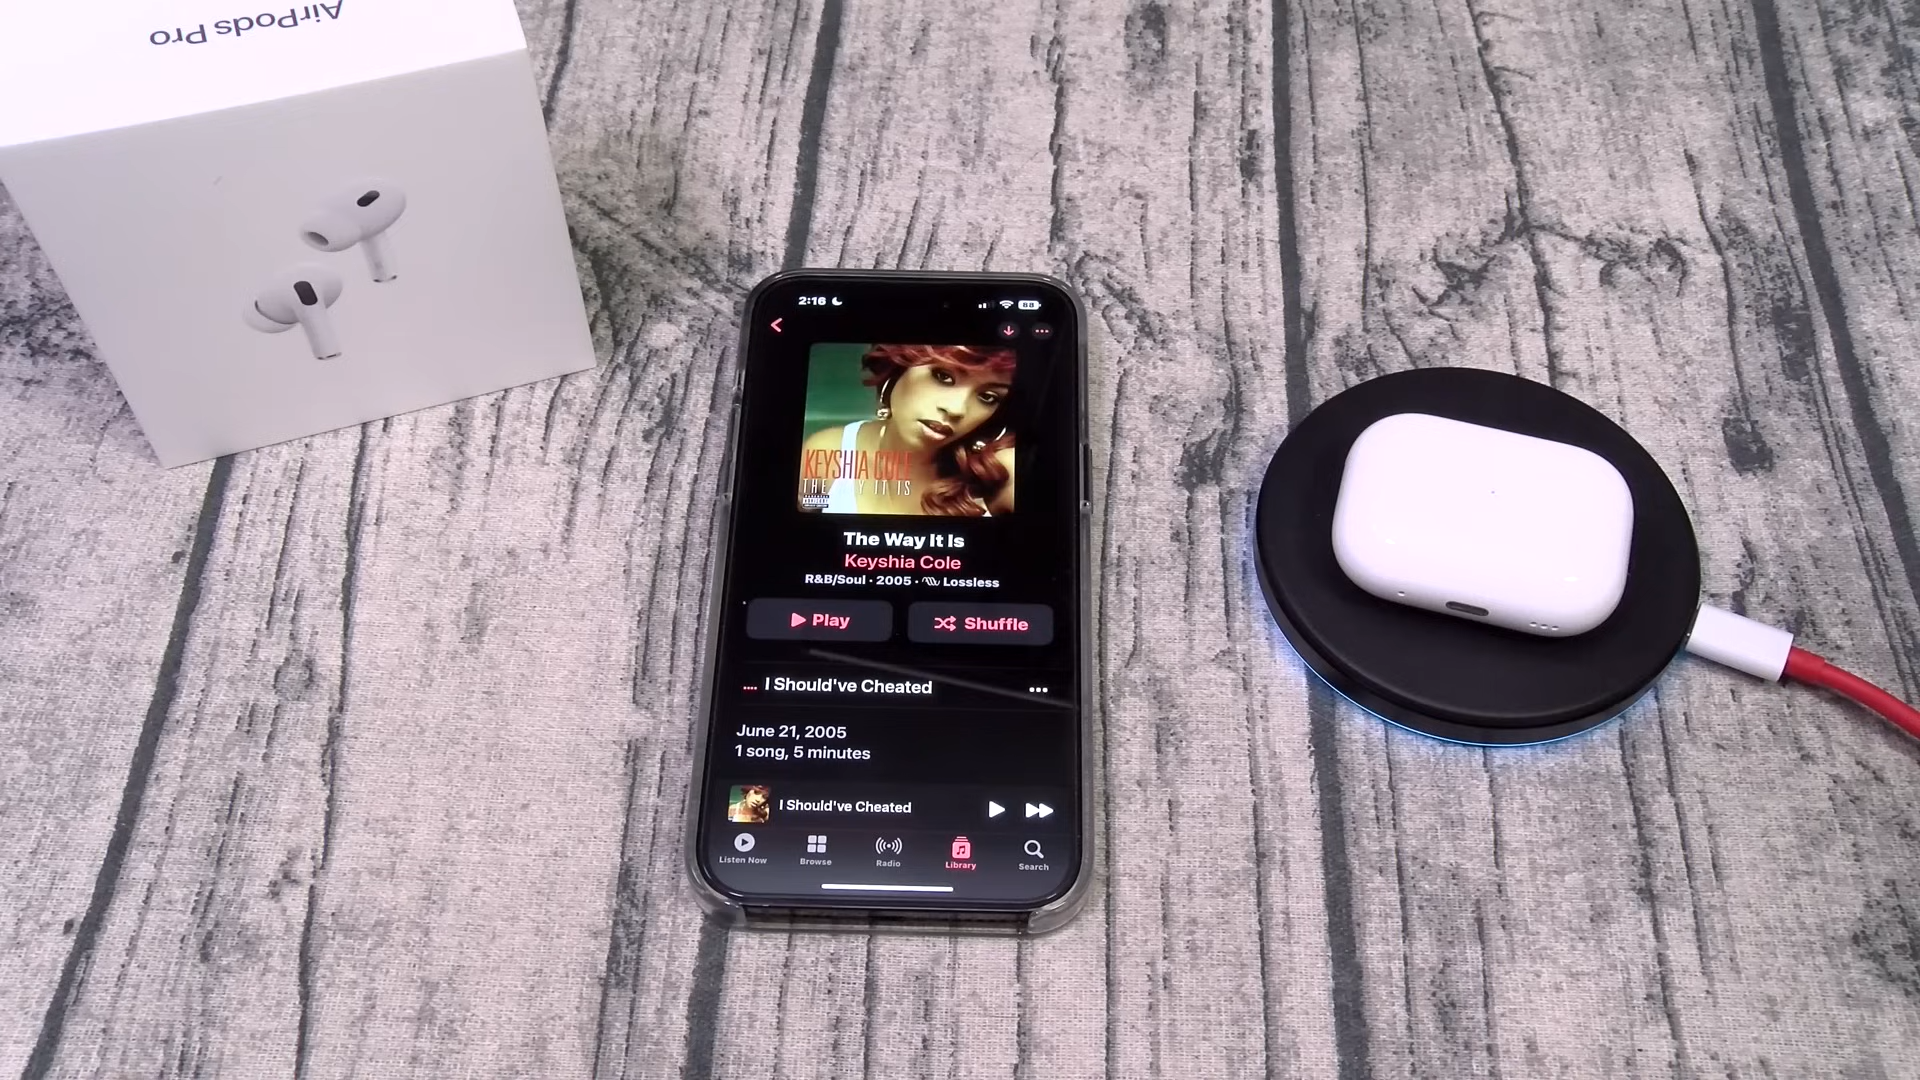 AirPods Pro
2:16
88
KEYSHIA COLE
THE WAY IT IS
The Way It Is
Keyshia Cole
R&B/Soul · 2005 · Lossless
Play
Shuffle
I Should've Cheated
June 21, 2005
1 song, 5 minutes
I Should've Cheated
Listen Now
Browse
Radio
Library
Search